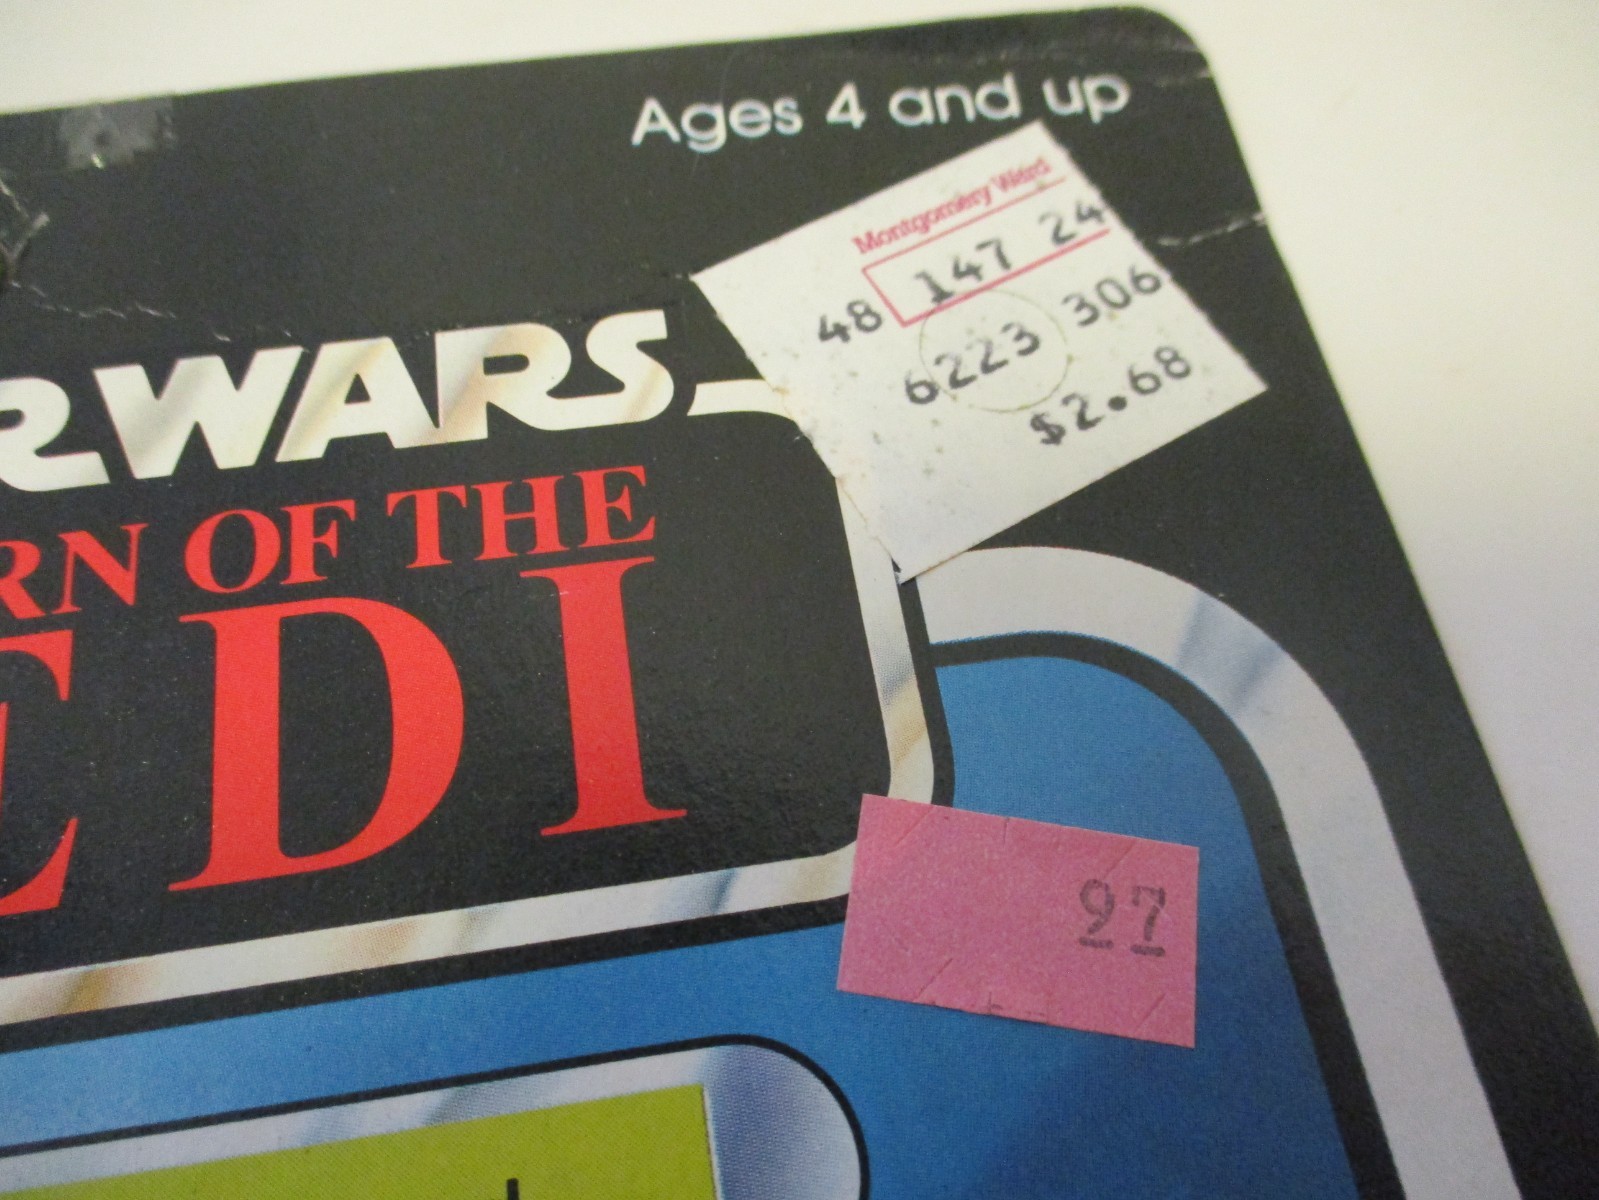 Ages 4 and up
Montgomery Ward
147 24
48
6223 306
$2.68
R WARS
RN OF THE
EDI
97